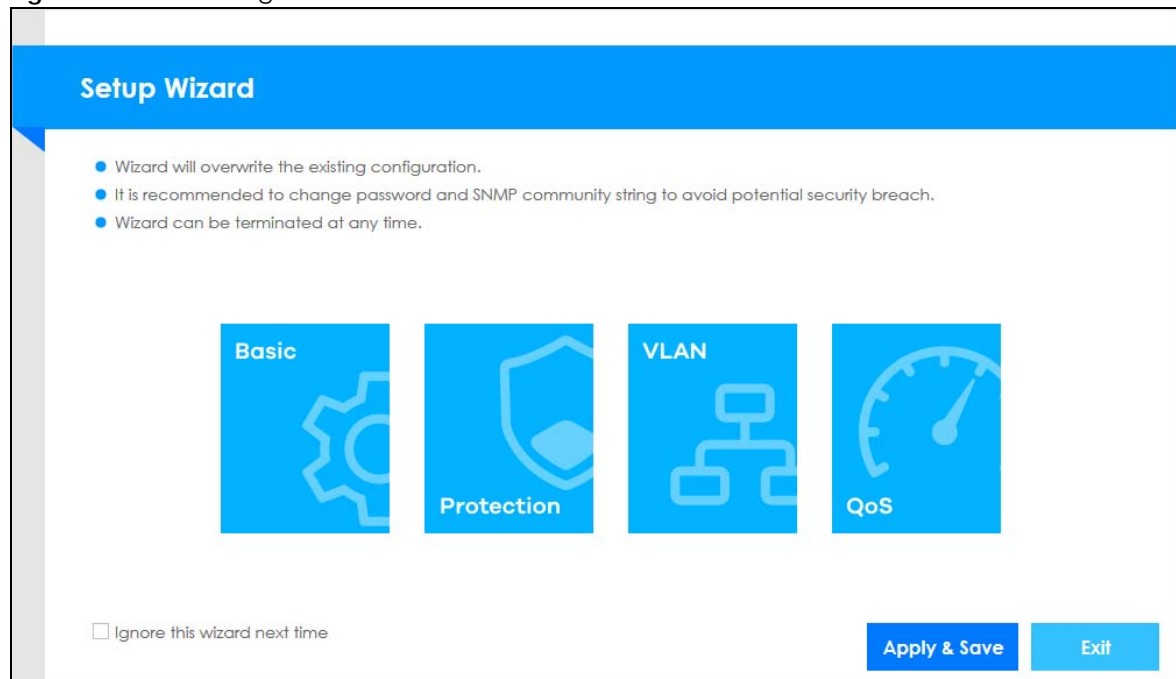 Setup Wizard
Wizard will overwrite the existing configuration.
It is recommended to change password and SNMP community string to avoid potential security breach.
Wizard can be terminated at any time.
Basic
Protection
VLAN
QoS
Ignore this wizard next time
Apply & Save
Exit